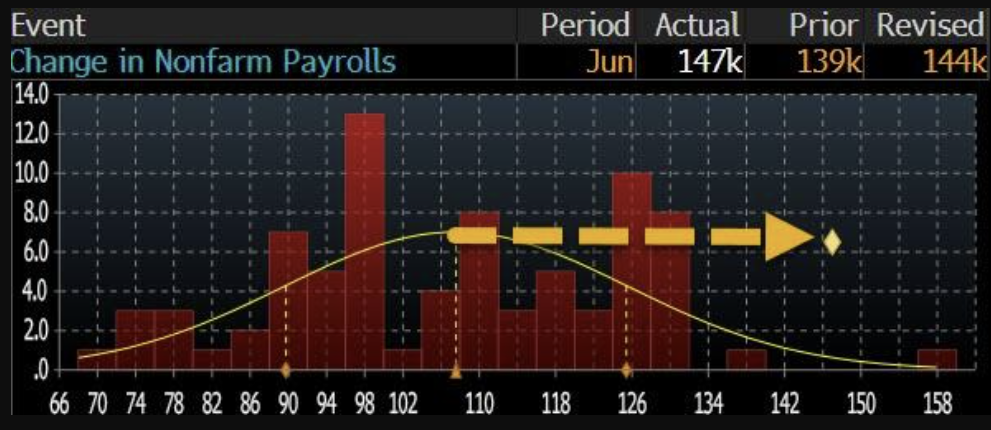 Event Period Actual Prior Revised
Change in Nonfarm Payrolls Jun 147k 139k 144k
14.0
12.0
10.0
8.0
6.0
4.0
2.0
.0
66 70 74 78 82 86 90 94 98 102 110 118 126 134 142 150 158